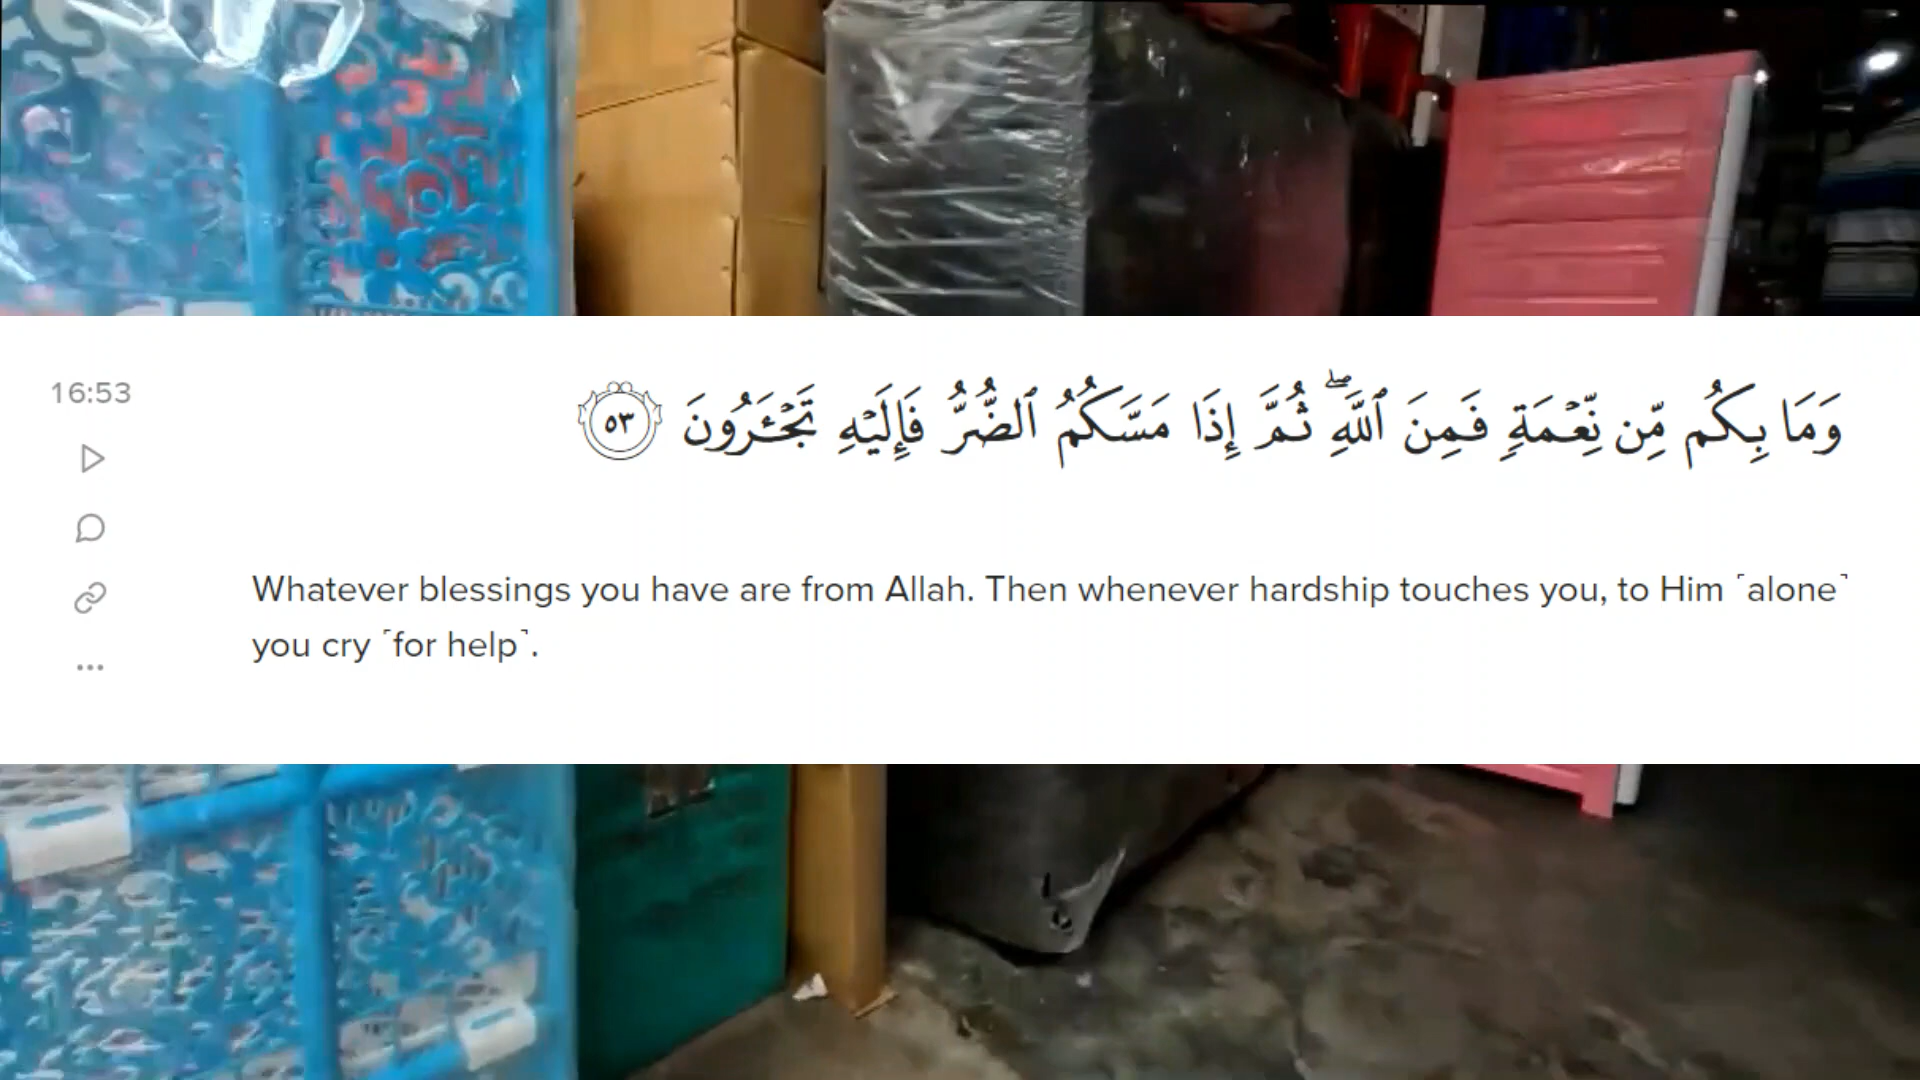 16:53
وَمَا بِكُم مِّن نِّعْمَةٍ فَمِنَ ٱللَّهِ ۖ ثُمَّ إِذَا مَسَّكُمُ ٱلضُّرُّ فَإِلَيْهِ تَجْـَٔرُونَ ٥٣
Whatever blessings you have are from Allah. Then whenever hardship touches you, to Him ˹alone˺
you cry ˹for help˺.